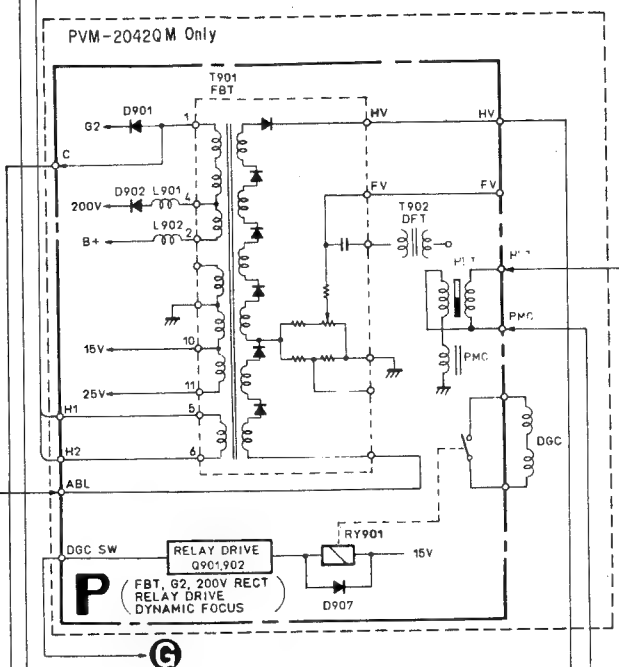 PVM-2042QM Only
T901
FBT
D901
G2
1
HV
HV
C
D902 L901
200V
4
FV
FV
L902
B+
2
T902
DFT
PMC
10
15V
PMC
11
25V
H1
5
H2
6
DGC
ABL
RY901
DGC SW
RELAY DRIVE
Q901,902
15V
P
( FBT, G2, 200V RECT
RELAY DRIVE
DYNAMIC FOCUS )
D907
G